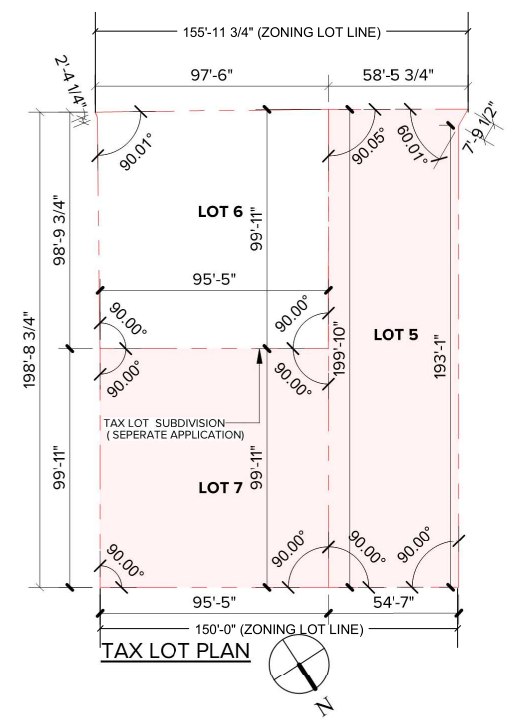 155'-11 3/4" (ZONING LOT LINE)
2'-4 1/4"
97'-6"
58'-5 3/4"
7'-9 1/2"
90.01°
90.05°
60.01°
LOT 6
99'-11"
98'-9 3/4"
95'-5"
198'-8 3/4"
90.00°
90.00°
90.00°
90.00°
199'-10"
LOT 5
193'-1"
TAX LOT SUBDIVISION
( SEPERATE APPLICATION)
99'-11"
LOT 7
99'-11"
90.00°
90.00°
90.00°
90.00°
95'-5"
54'-7"
150'-0" (ZONING LOT LINE)
TAX LOT PLAN
N